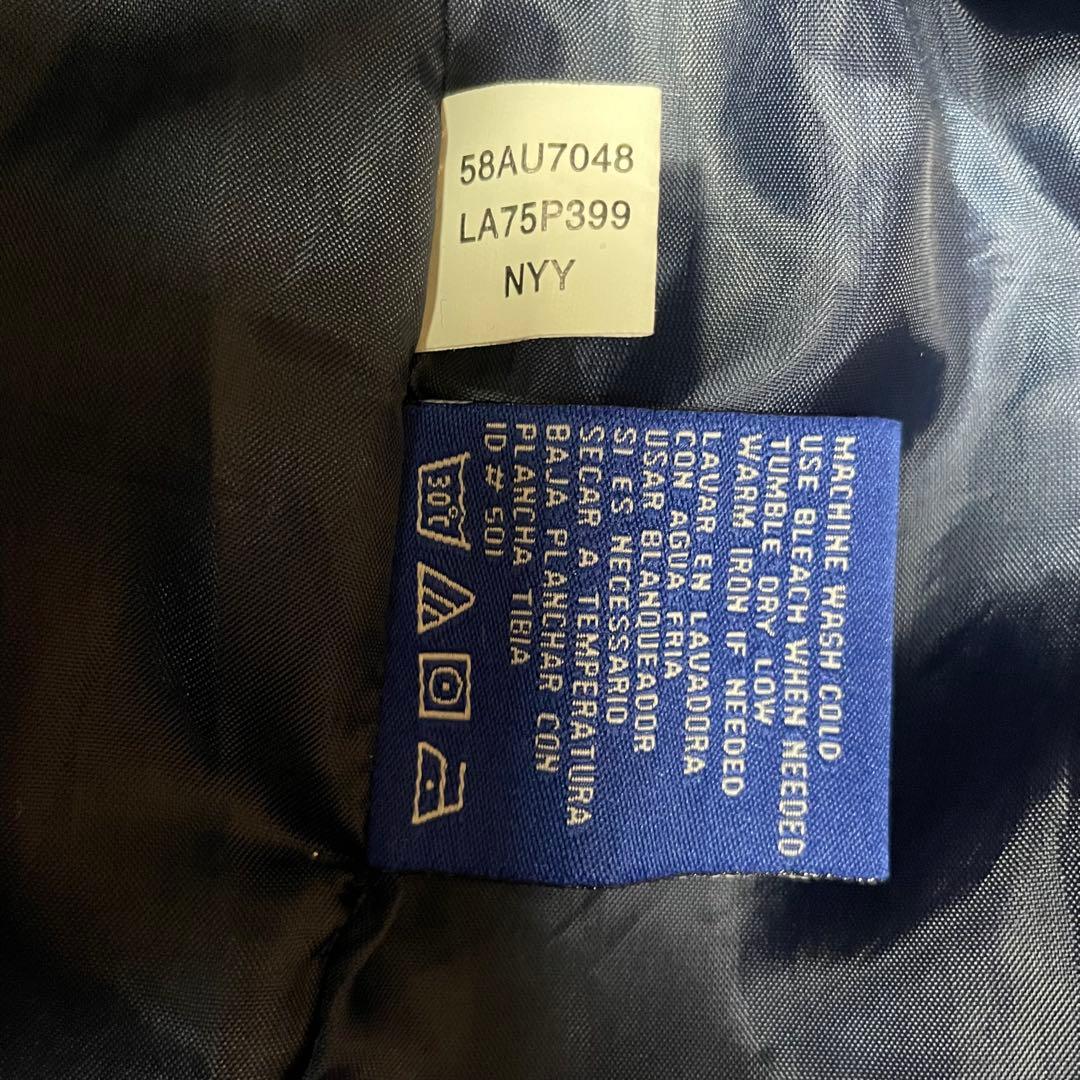 58AU7048
LA75P399
NYY
MACHINE WASH COLD
USE BLEACH WHEN NEEDED
TUMBLE DRY LOW
WARM IRON IF NEEDED
LAVAR EN LAVADORA
CON AGUA FRIA
USAR BLANQUEADOR
SI ES NECESSARIO
SECAR A TEMPERATURA
BAJA PLANCHAR CON
PLANCHA TIBIA
ID # 501
30℃